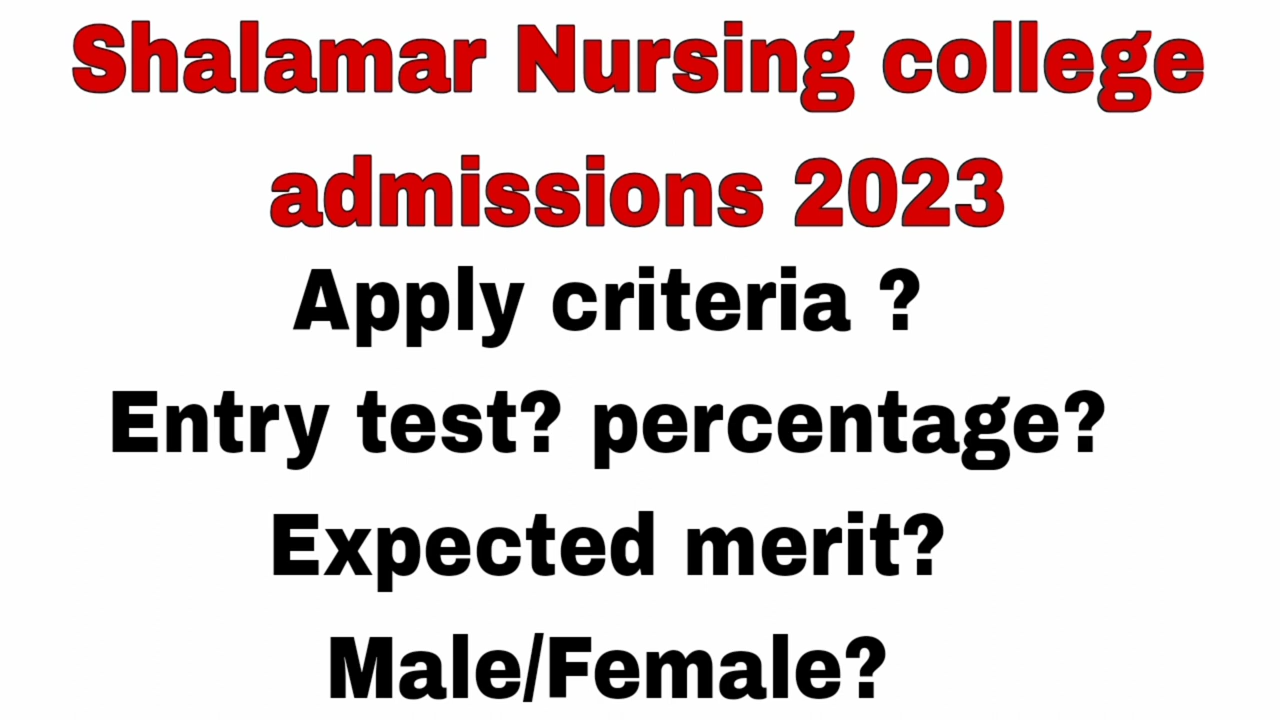 Shalamar Nursing college
admissions 2023
Apply criteria ?
Entry test? percentage?
Expected merit?
Male/Female?